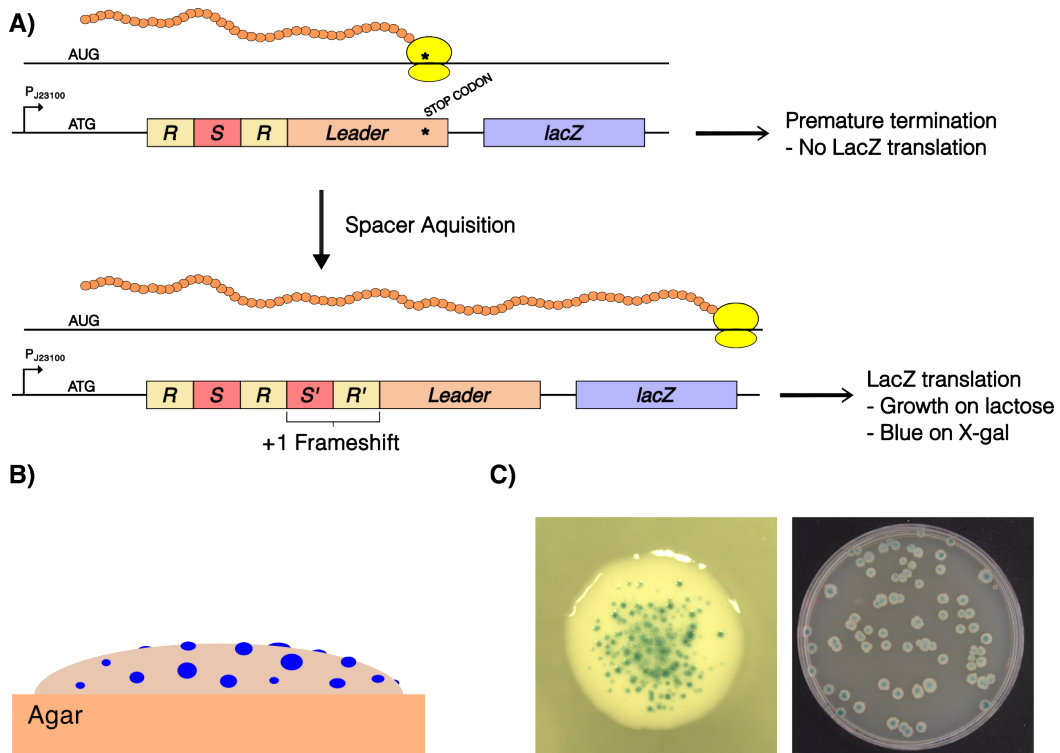 A)
AUG
STOP CODON
PJ23100
ATG
R S R Leader * lacZ
Premature termination
- No LacZ translation
Spacer Aquisition
AUG
PJ23100
ATG
R S R S' R' Leader lacZ
LacZ translation
- Growth on lactose
- Blue on X-gal
+1 Frameshift
B)
C)
Agar